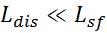 L_dis ≪ L_sf